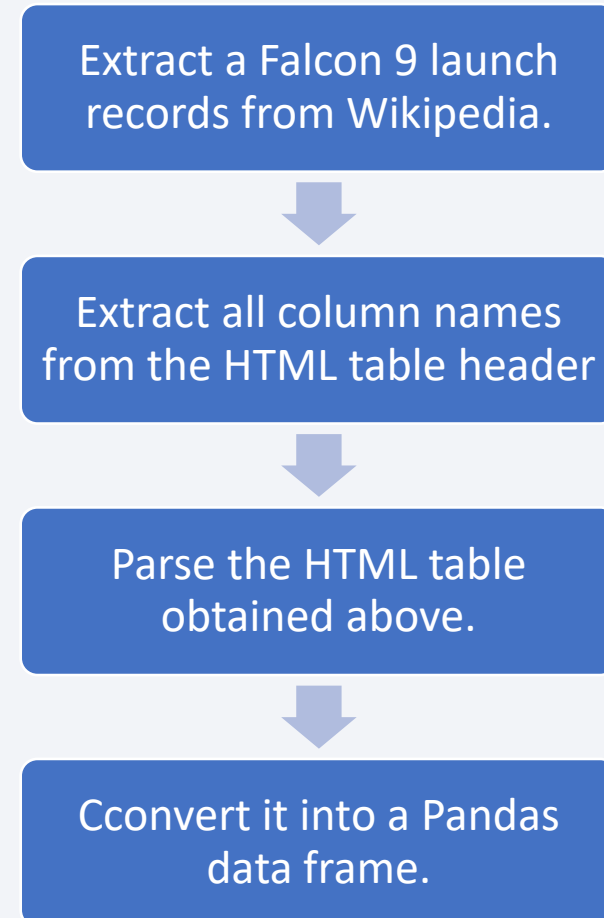 Extract a Falcon 9 launch
records from Wikipedia.
Extract all column names
from the HTML table header
Parse the HTML table
obtained above.
Cconvert it into a Pandas
data frame.